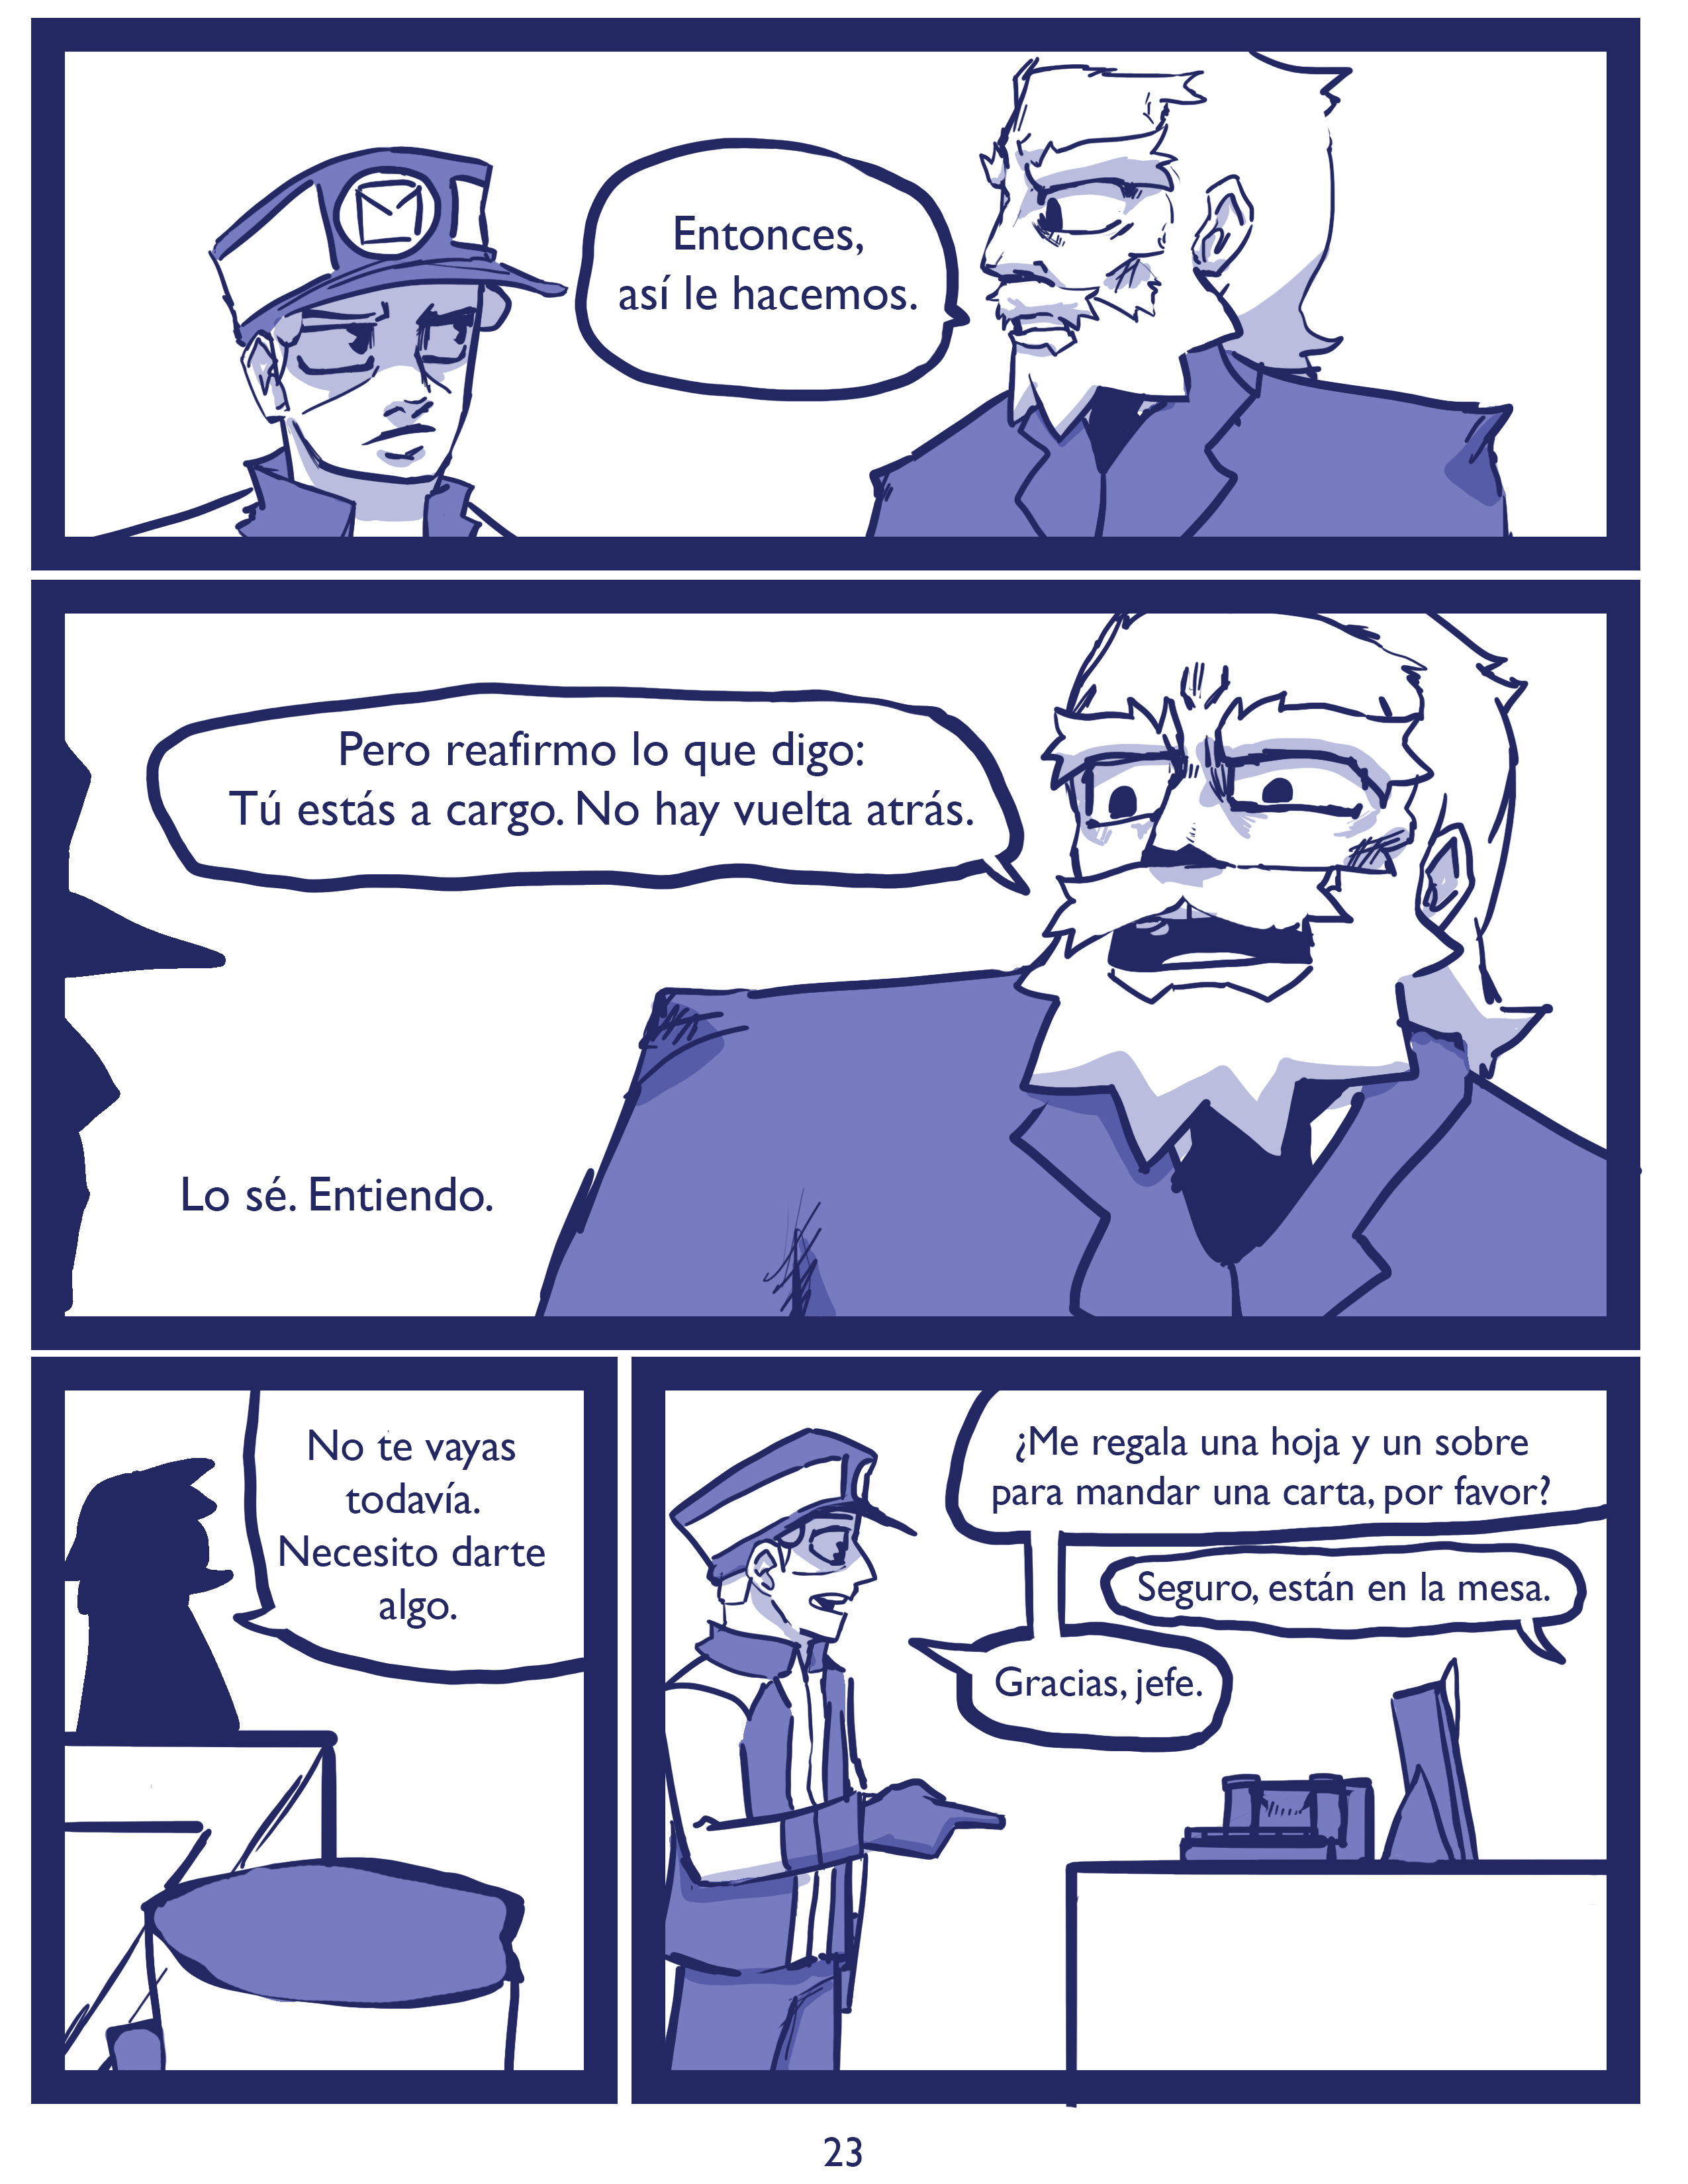 Entonces,
así le hacemos.
Pero reafirmo lo que digo:
Tú estás a cargo. No hay vuelta atrás.
Lo sé. Entiendo.
No te vayas
todavía.
Necesito darte
algo.
¿Me regala una hoja y un sobre
para mandar una carta, por favor?
Seguro, están en la mesa.
Gracias, jefe.
23